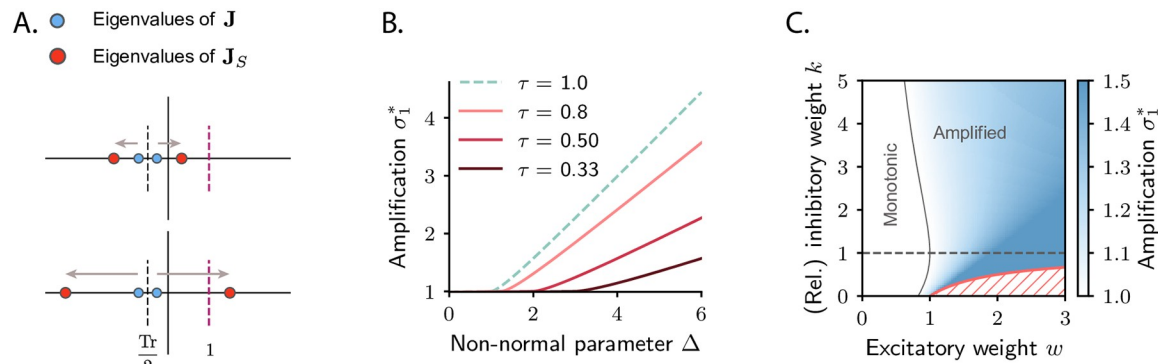 A.
Eigenvalues of J
Eigenvalues of J_S
Tr
1
B.
Amplification σ₁*
4
3
2
1
τ = 1.0
τ = 0.8
τ = 0.50
τ = 0.33
0
2
4
6
Non-normal parameter Δ
C.
(Rel.) inhibitory weight k
5
4
3
2
1
0
Monotonic
Amplified
0
1
2
3
Excitatory weight w
1.5
1.4
1.3
1.2
1.1
1.0
Amplification σ₁*